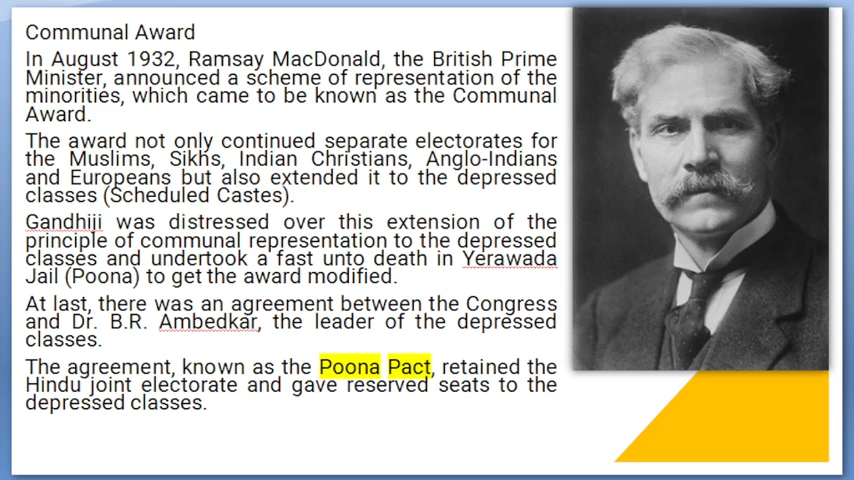 Communal Award
In August 1932, Ramsay MacDonald, the British Prime
Minister, announced a scheme of representation of the
minorities, which came to be known as the Communal
Award.
The award not only continued separate electorates for
the Muslims, Sikhs, Indian Christians, Anglo-Indians
and Europeans but also extended it to the depressed
classes (Scheduled Castes).
Gandhiji was distressed over this extension of the
principle of communal representation to the depressed
classes and undertook a fast unto death in Yerawada
Jail (Poona) to get the award modified.
At last, there was an agreement between the Congress
and Dr. B.R. Ambedkar, the leader of the depressed
classes.
The agreement, known as the Poona Pact, retained the
Hindu joint electorate and gave reserved seats to the
depressed classes.